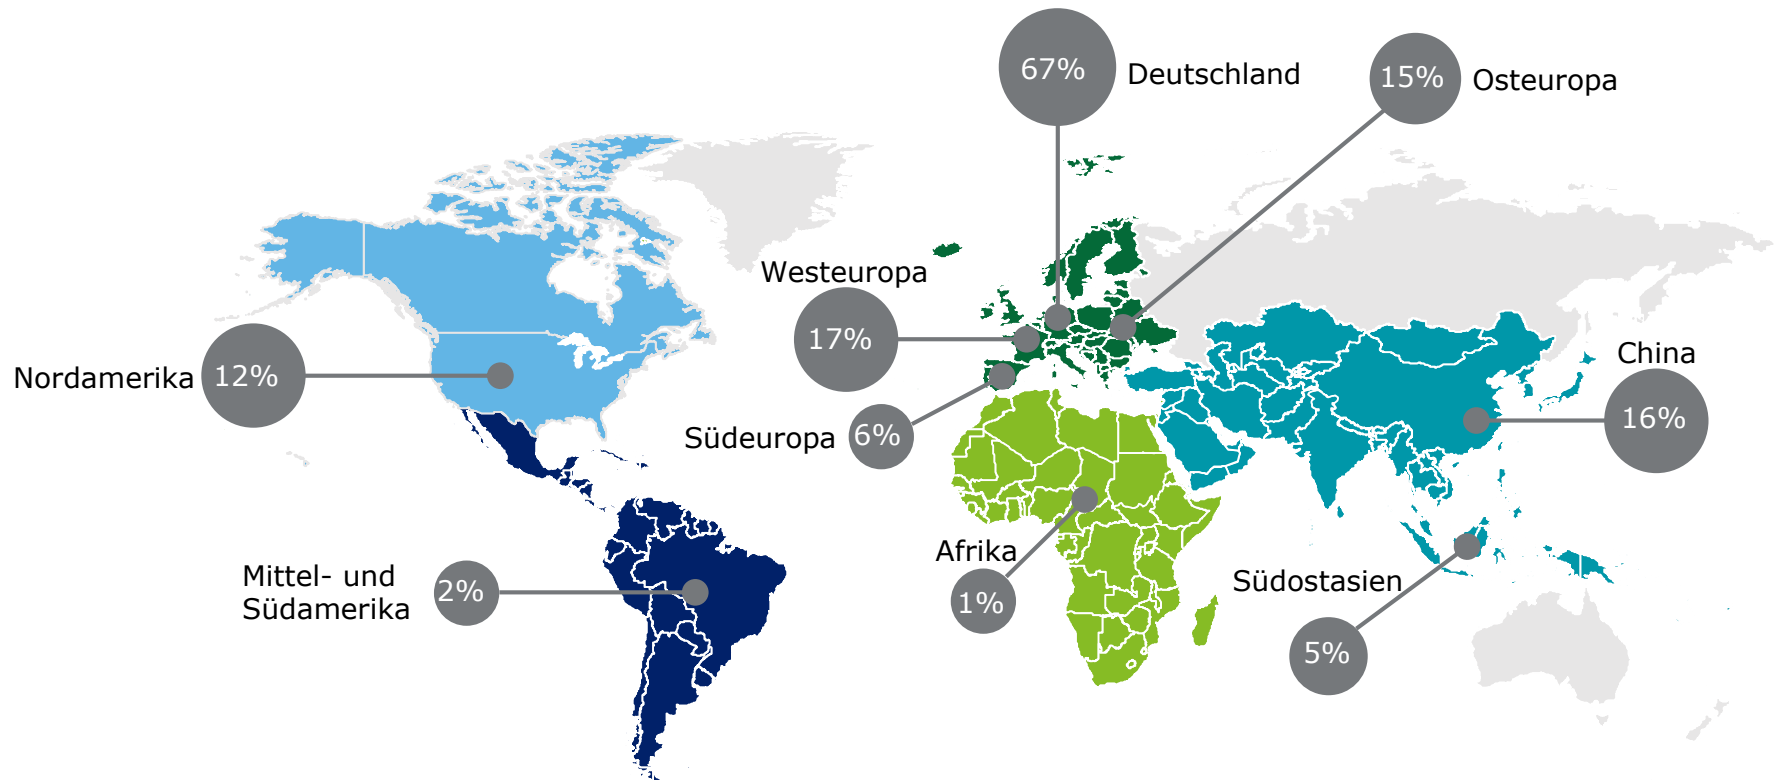 67%
Deutschland
15%
Osteuropa
Westeuropa
17%
China
16%
Nordamerika
12%
Südeuropa
6%
Afrika
1%
Mittel- und
Südamerika
2%
Südostasien
5%